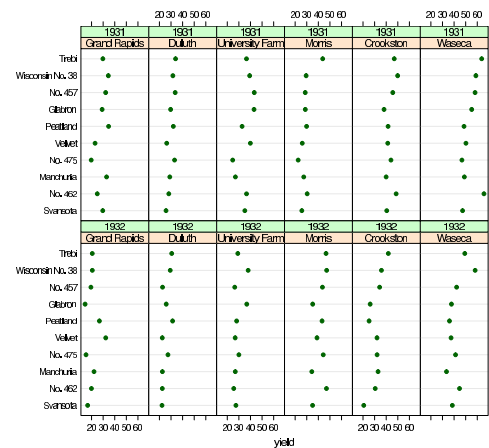 20 30 40 50 60 20 30 40 50 60 20 30 40 50 60
1931 1931 1931 1931 1931 1931
Grand Rapids Duluth University Farm Morris Crookston Waseca
Trebi
Wisconsin No. 38
No. 457
Glabron
Peatland
Velvet
No. 475
Manchuria
No. 462
Svansota
1932 1932 1932 1932 1932 1932
Grand Rapids Duluth University Farm Morris Crookston Waseca
Trebi
Wisconsin No. 38
No. 457
Glabron
Peatland
Velvet
No. 475
Manchuria
No. 462
Svansota
20 30 40 50 60 20 30 40 50 60 20 30 40 50 60
yield